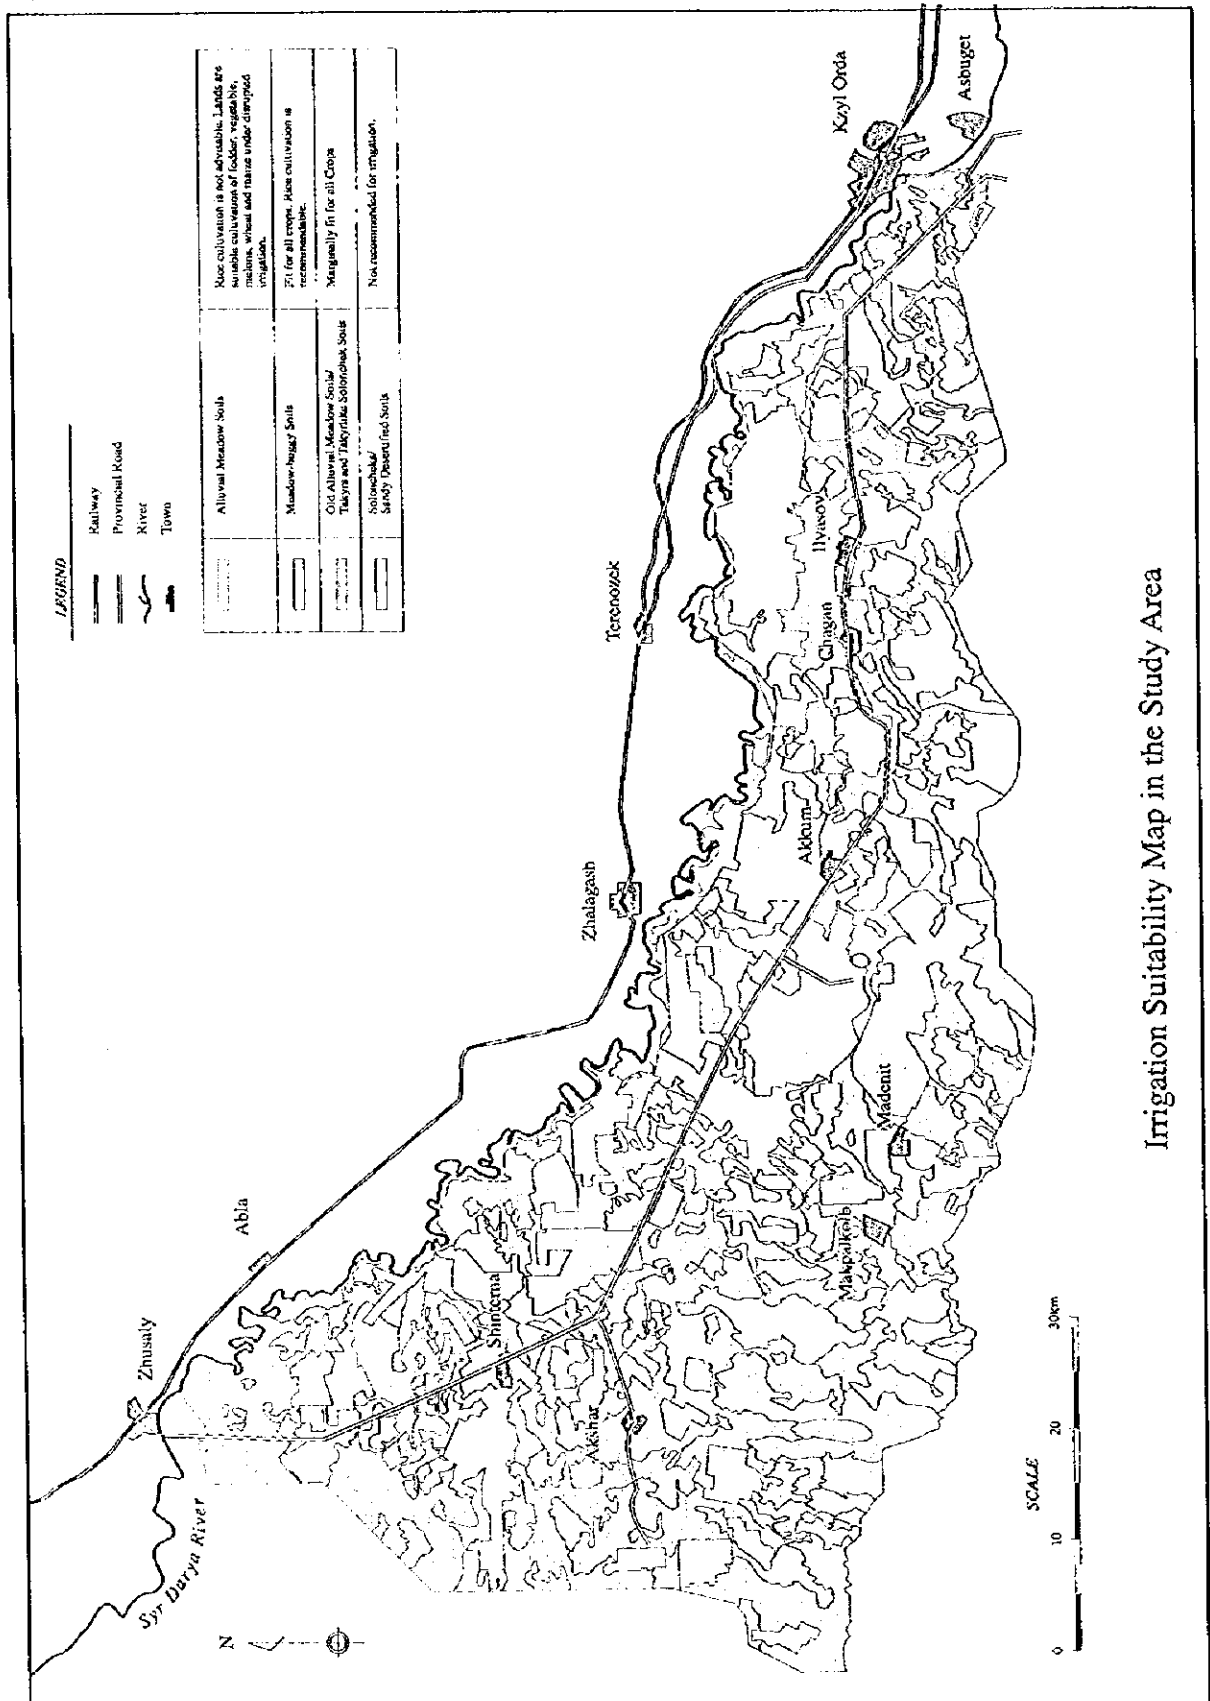 LEGEND
Railway
Provincial Road
River
Town
Alluvial Meadow Soils
Rice cultivation is not advisable. Lands are
suitable cultivation of fodder, vegetable,
melons, wheat and maize under disrupted
irrigation.
Meadow-boggy Soils
Fit for all crops. Rice cultivation is
recommendable.
Old Alluvial Meadow Soils/
Takyrs and Takyrlike Solonchak Soils
Marginally fit for all Crops
Solonchaks/
Sandy Desertified Soils
Not recommended for irrigation.
Zhusaly
Abla
Zhalagash
Terenozek
Kzyl Orda
Asbuget
Syr Darya River
N
Shinterna
Akshar
Akkum
Chagan
Ilyasov
Madenit
Makpalkolb
SCALE
0 10 20 30km
Irrigation Suitability Map in the Study Area